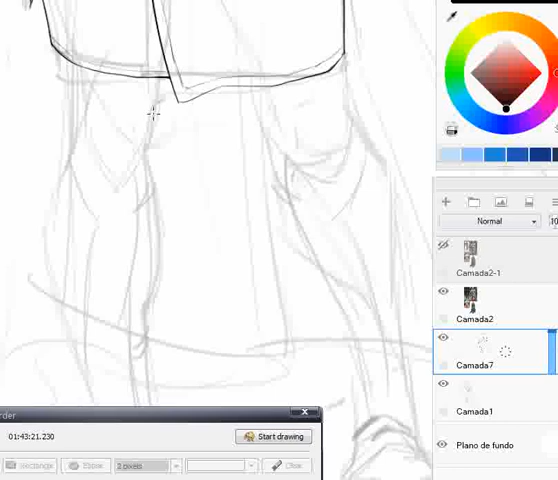 Normal
10
Camada2-1
Camada2
Camada7
Camada1
Plano de fundo
rder
01:43:21.230
Start drawing
Rectangle
Ellipse
2 pixels
Clear